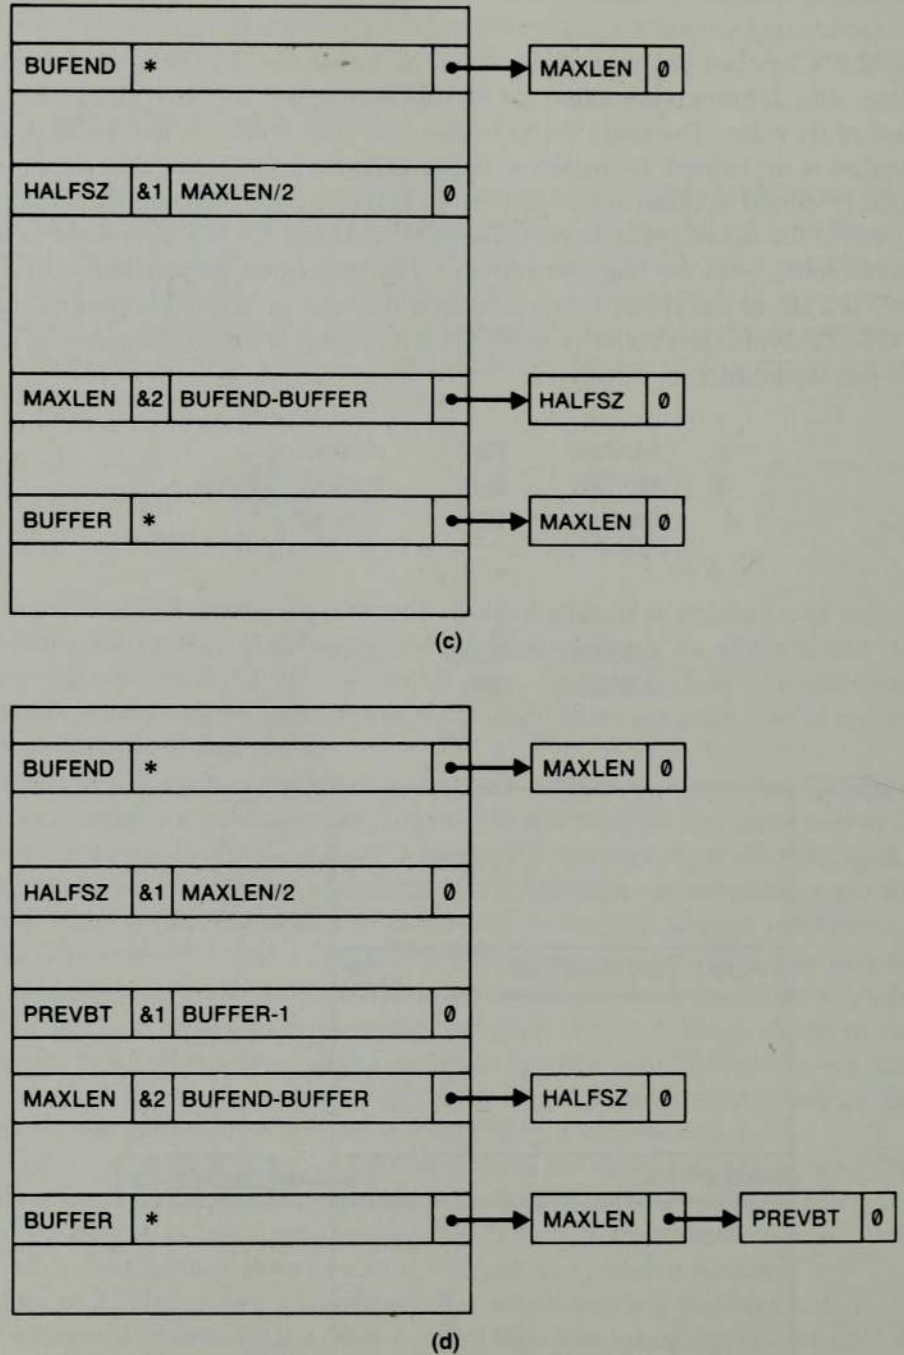 BUFEND * MAXLEN 0
HALFSZ &1 MAXLEN/2 0
MAXLEN &2 BUFEND-BUFFER HALFSZ 0
BUFFER * MAXLEN 0
(c)
BUFEND * MAXLEN 0
HALFSZ &1 MAXLEN/2 0
PREVBT &1 BUFFER-1 0
MAXLEN &2 BUFEND-BUFFER HALFSZ 0
BUFFER * MAXLEN PREVBT 0
(d)